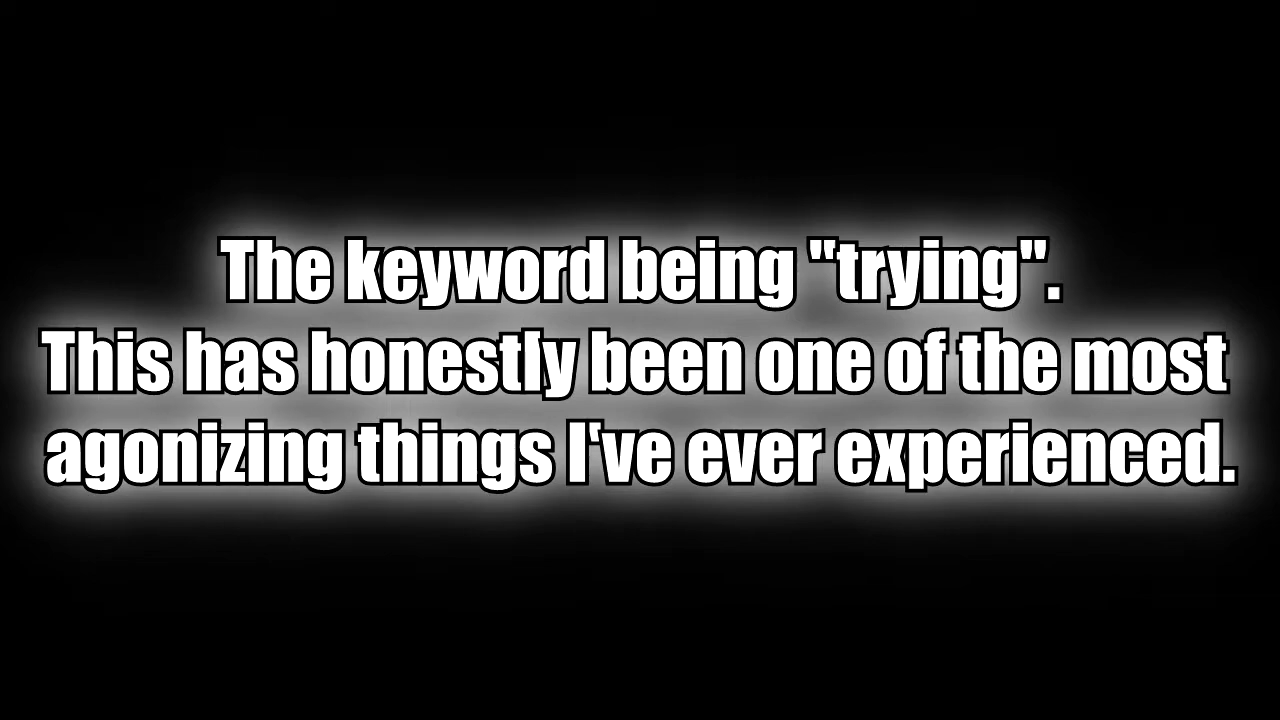 The keyword being "trying".
This has honestly been one of the most
agonizing things I've ever experienced.